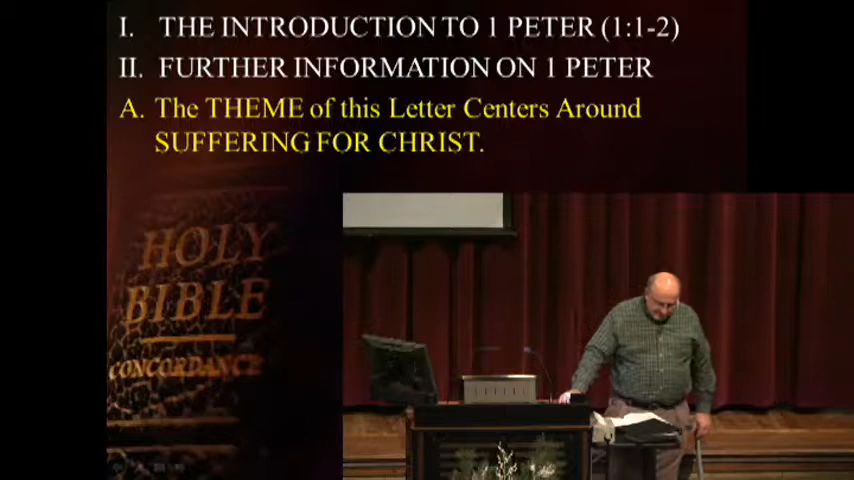 I. THE INTRODUCTION TO 1 PETER (1:1-2)
II. FURTHER INFORMATION ON 1 PETER
A. The THEME of this Letter Centers Around
SUFFERING FOR CHRIST.
HOLY
BIBLE
CONCORDANCE